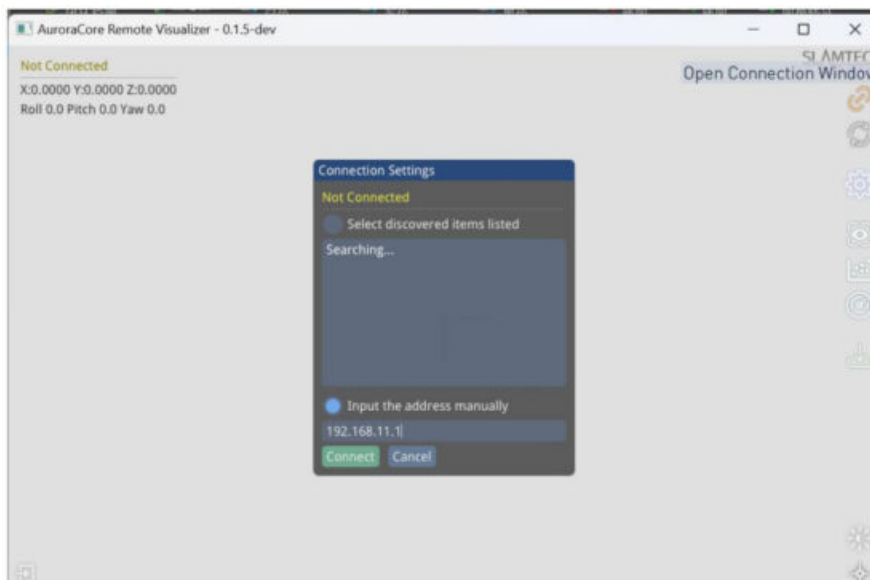 AuroraCore Remote Visualizer - 0.1.5-dev
Not Connected
SLAMTEC
Open Connection Window
X:0.0000 Y:0.0000 Z:0.0000
Roll 0.0 Pitch 0.0 Yaw 0.0
Connection Settings
Not Connected
Select discovered items listed
Searching...
Input the address manually
192.168.11.1
Connect Cancel